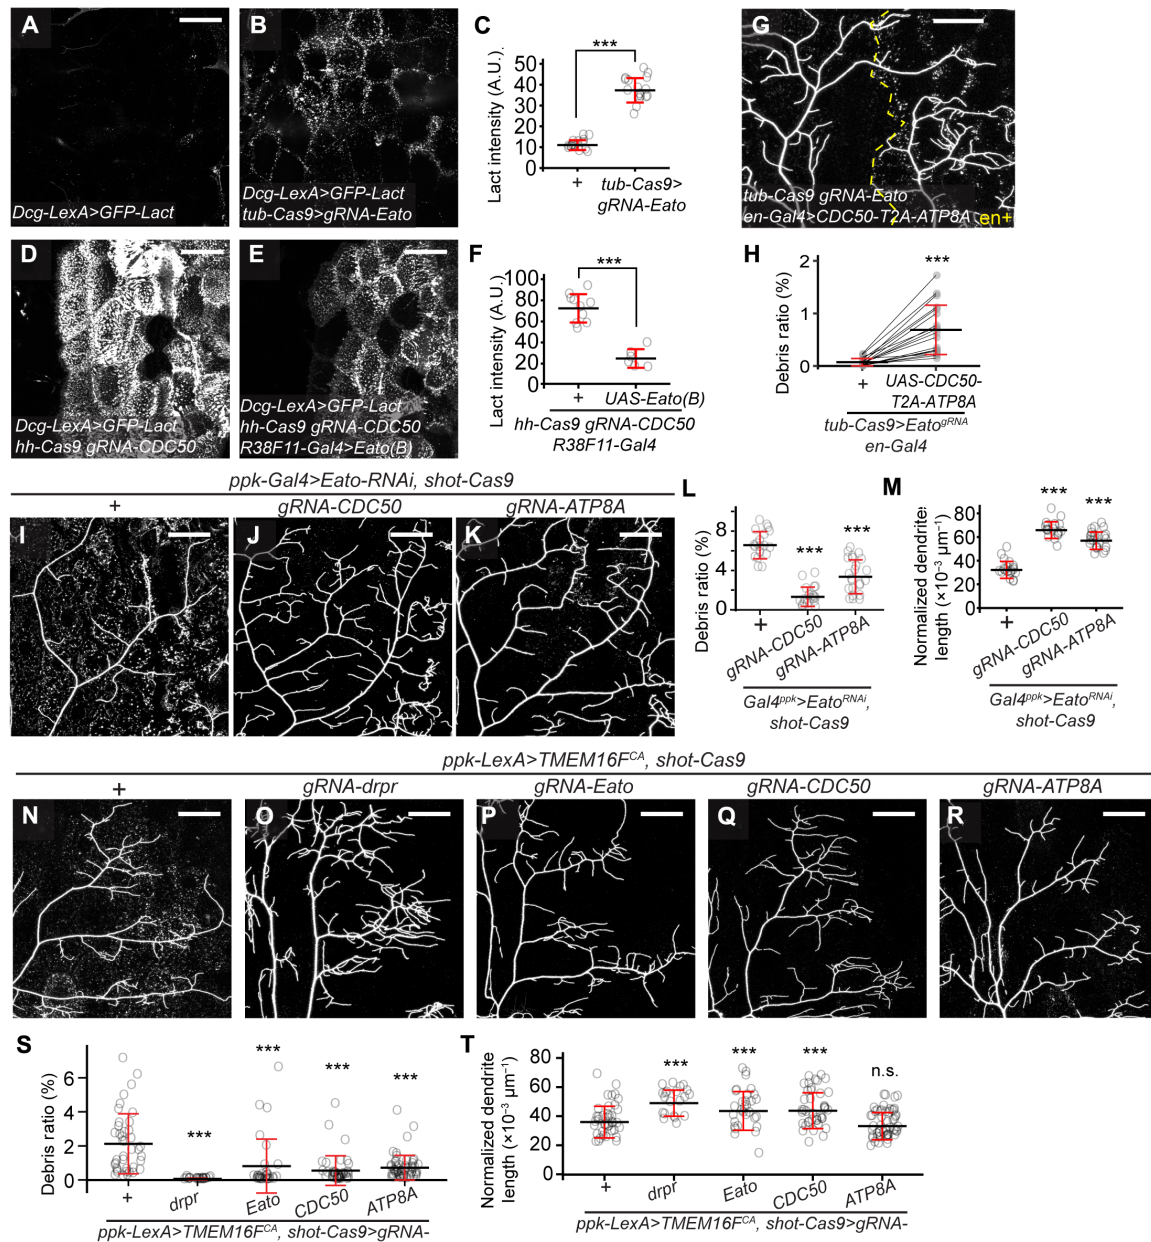 A
Dcg-LexA>GFP-Lact
B
Dcg-LexA>GFP-Lact
tub-Cas9>gRNA-Eato
C
Lact intensity (A.U.)
50
40
30
20
10
0
***
+
tub-Cas9>
gRNA-Eato
G
tub-Cas9 gRNA-Eato
en-Gal4>CDC50-T2A-ATP8A
en+
D
Dcg-LexA>GFP-Lact
hh-Cas9 gRNA-CDC50
E
Dcg-LexA>GFP-Lact
hh-Cas9 gRNA-CDC50
R38F11-Gal4>Eato(B)
F
Lact intensity (A.U.)
100
80
60
40
20
0
***
+
UAS-Eato(B)
hh-Cas9 gRNA-CDC50
R38F11-Gal4
H
Debris ratio (%)
2
1
0
***
+
UAS-CDC50-
T2A-ATP8A
tub-Cas9>Eato^gRNA
en-Gal4
ppk-Gal4>Eato-RNAi, shot-Cas9
+
gRNA-CDC50
gRNA-ATP8A
I
J
K
L
Debris ratio (%)
8
6
4
2
0
***
***
+
gRNA-CDC50
gRNA-ATP8A
Gal4^ppk>Eato^RNAi,
shot-Cas9
M
Normalized dendrite
length (×10⁻³ µm⁻¹)
80
60
40
20
0
***
***
+
gRNA-CDC50
gRNA-ATP8A
Gal4^ppk>Eato^RNAi,
shot-Cas9
ppk-LexA>TMEM16F^CA, shot-Cas9
+
gRNA-drpr
gRNA-Eato
gRNA-CDC50
gRNA-ATP8A
N
O
P
Q
R
S
Debris ratio (%)
6
4
2
0
***
***
***
***
+
drpr
Eato
CDC50
ATP8A
ppk-LexA>TMEM16F^CA, shot-Cas9>gRNA-
T
Normalized dendrite
length (×10⁻³ µm⁻¹)
80
60
40
20
0
***
***
***
n.s.
+
drpr
Eato
CDC50
ATP8A
ppk-LexA>TMEM16F^CA, shot-Cas9>gRNA-